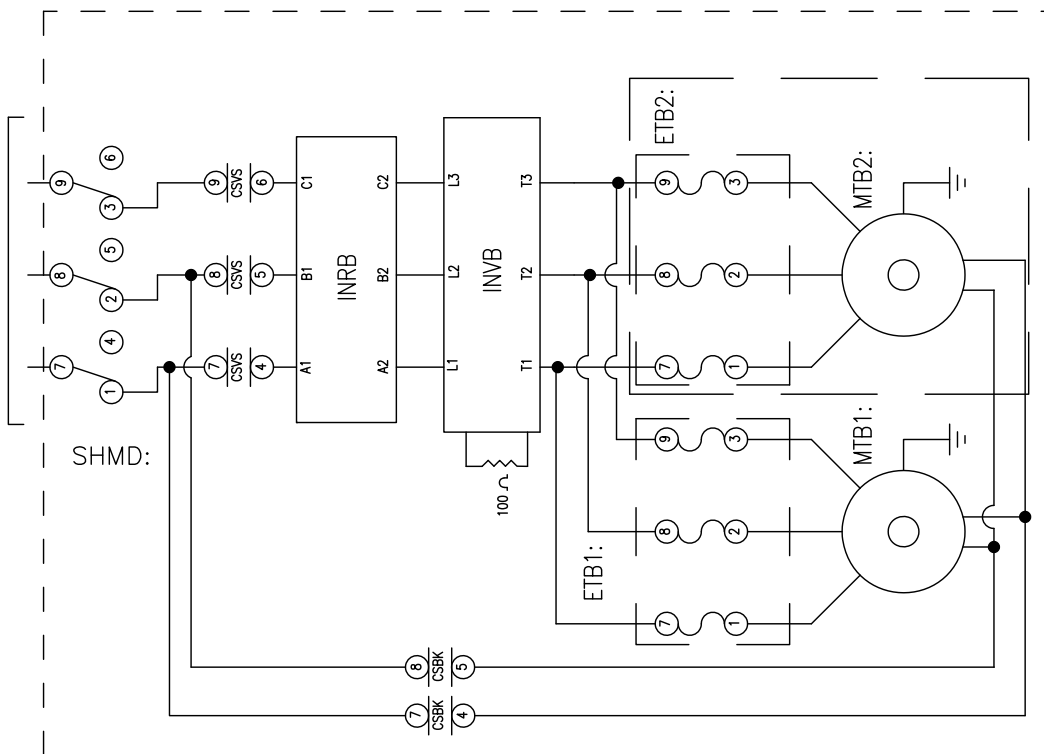 9 8 7
6 5 4
3 2 1
SHMD:
9 8 7
CSVS CSVS CSVS
6 5 4
C1 B1 A1
INRB
C2 B2 A2
L3 L2 L1
INVB
T3 T2 T1
100 Ω
8 7
CSBK CSBK
5 4
ETB2:
9 8 7
3 2 1
MTB2:
ETB1:
9 8 7
3 2 1
MTB1: